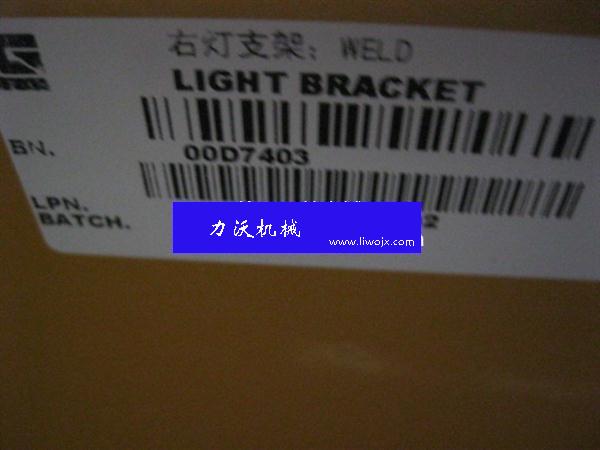 右灯支架：WELD
LIGHT BRACKET
BN.
00D7403
LPN.
BATCH.
力沃机械
www.liwojx.com